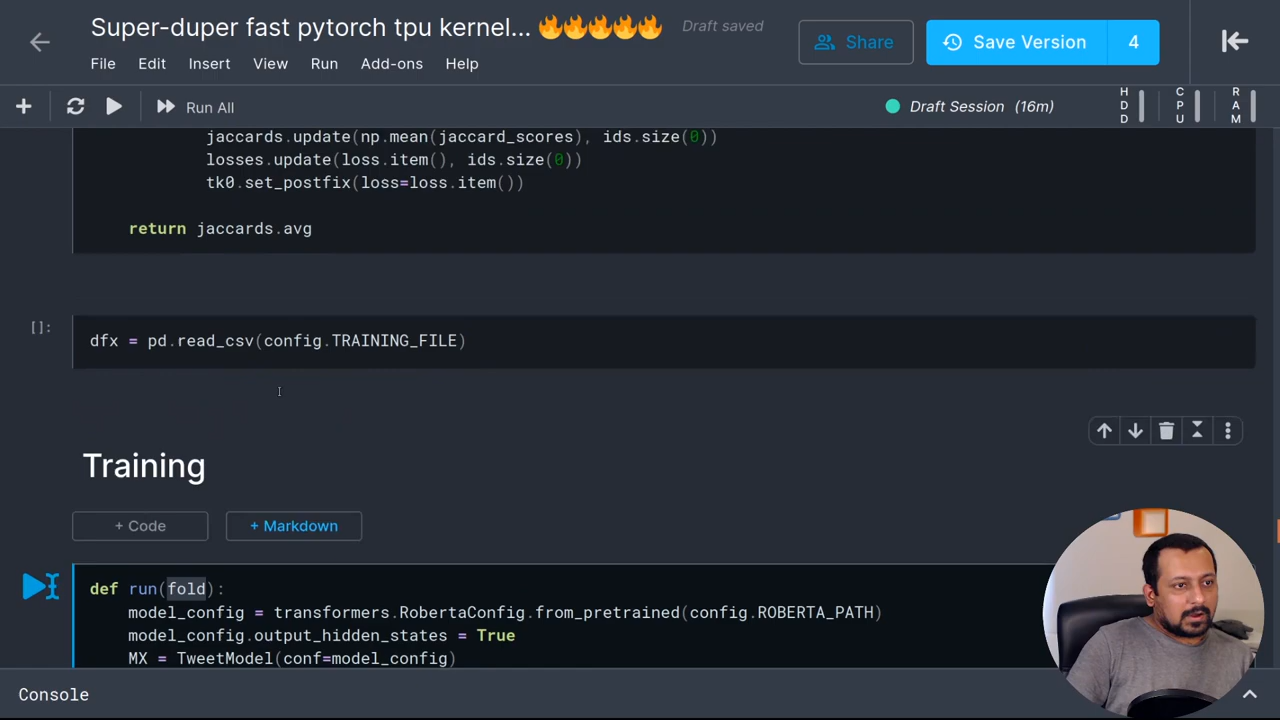 Super-duper fast pytorch tpu kernel... 🔥🔥🔥🔥🔥 Draft saved
Share
Save Version 4
File Edit Insert View Run Add-ons Help
Run All
Draft Session (16m)
HDD
CPU
RAM
jaccards.update(np.mean(jaccard_scores), ids.size(0))
losses.update(loss.item(), ids.size(0))
tk0.set_postfix(loss=loss.item())
return jaccards.avg
[]:
dfx = pd.read_csv(config.TRAINING_FILE)
Training
+ Code + Markdown
def run(fold):
model_config = transformers.RobertaConfig.from_pretrained(config.ROBERTA_PATH)
model_config.output_hidden_states = True
MX = TweetModel(conf=model_config)
Console